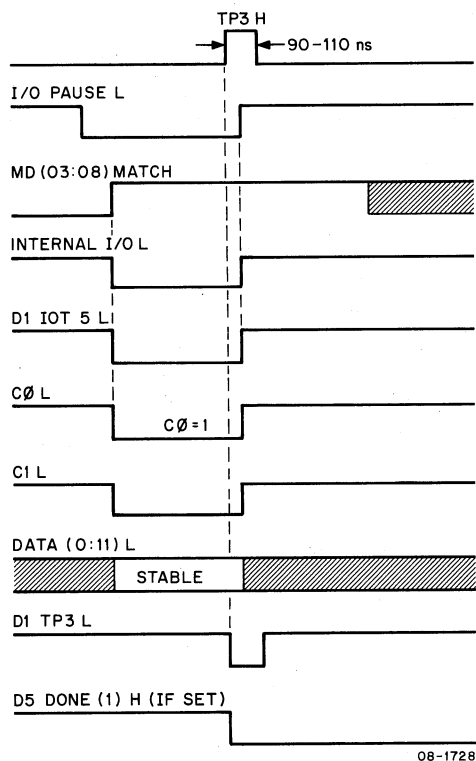 TP3 H
90-110 ns
I/O PAUSE L
MD (03:08) MATCH
INTERNAL I/O L
D1 IOT 5 L
CØ L
CØ=1
C1 L
DATA (0:11) L
STABLE
D1 TP3 L
D5 DONE (1) H (IF SET)
08-1728